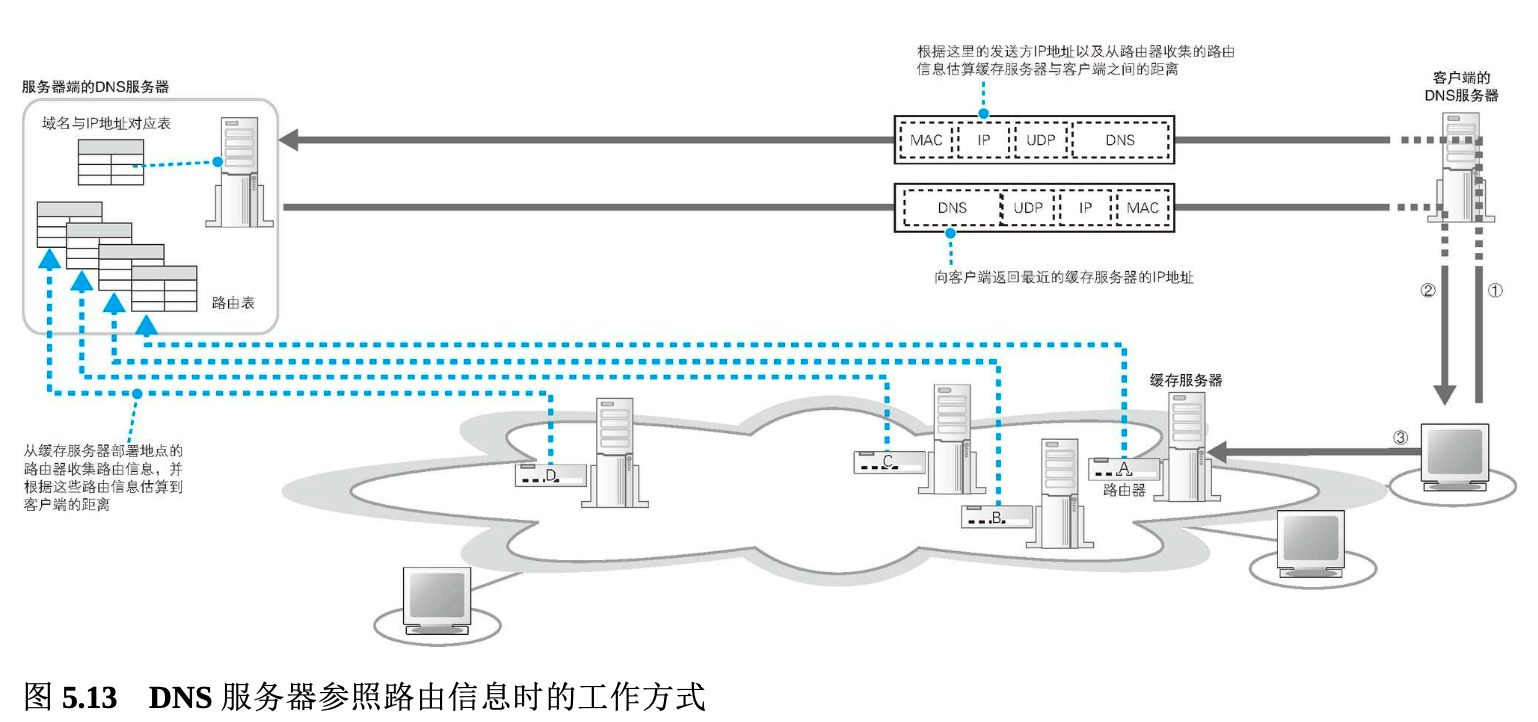 根据这里的发送方IP地址以及从路由器收集的路由
信息估算缓存服务器与客户端之间的距离
服务器端的DNS服务器
客户端的
DNS服务器
域名与IP地址对应表
MAC IP UDP DNS
DNS UDP IP MAC
向客户端返回最近的缓存服务器的IP地址
② ①
路由表
缓存服务器
从缓存服务器部署地点的
路由器收集路由信息，并
根据这些路由信息估算到
客户端的距离
③
D
C
A
路由器
B
图 5.13 DNS 服务器参照路由信息时的工作方式